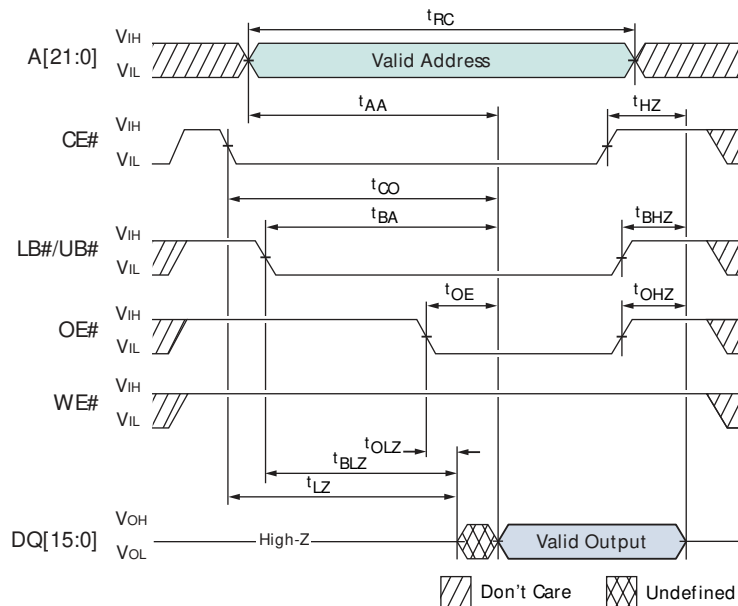 tRC
A[21:0] VIH VIL Valid Address
tAA tHZ
CE# VIH VIL
tCO
tBA tBHZ
LB#/UB# VIH VIL
tOE tOHZ
OE# VIH VIL
WE# VIH VIL
tOLZ
tBLZ
tLZ
DQ[15:0] VOH VOL High-Z Valid Output
Don't Care Undefined